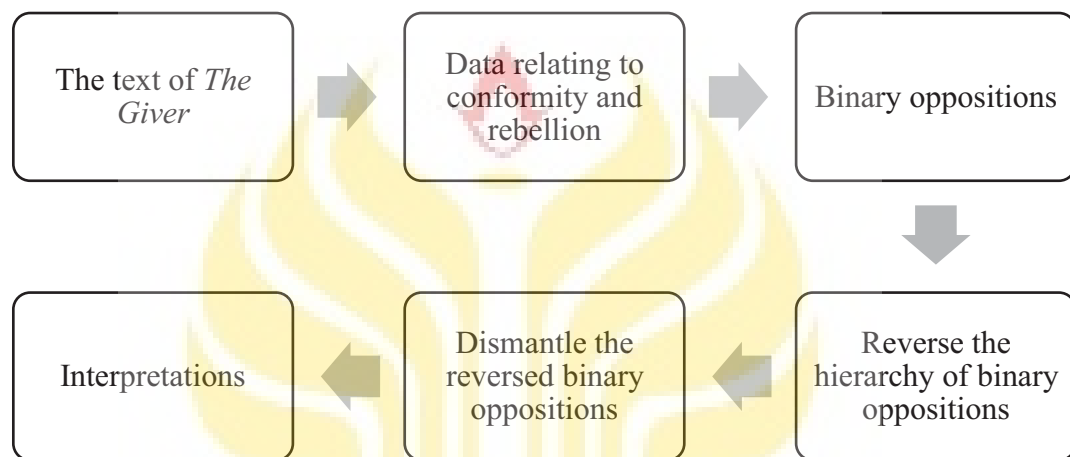 The text of The
Giver
Data relating to
conformity and
rebellion
Binary oppositions
Reverse the
hierarchy of binary
oppositions
Dismantle the
reversed binary
oppositions
Interpretations